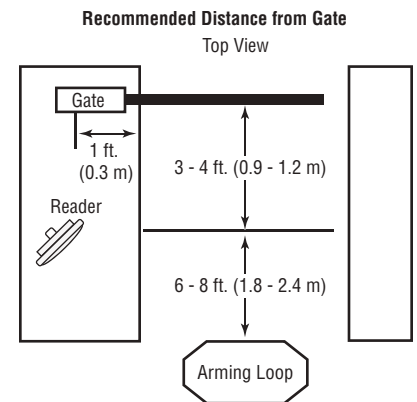 Recommended Distance from Gate
Top View
Gate
1 ft.
(0.3 m)
3 - 4 ft. (0.9 - 1.2 m)
Reader
6 - 8 ft. (1.8 - 2.4 m)
Arming Loop